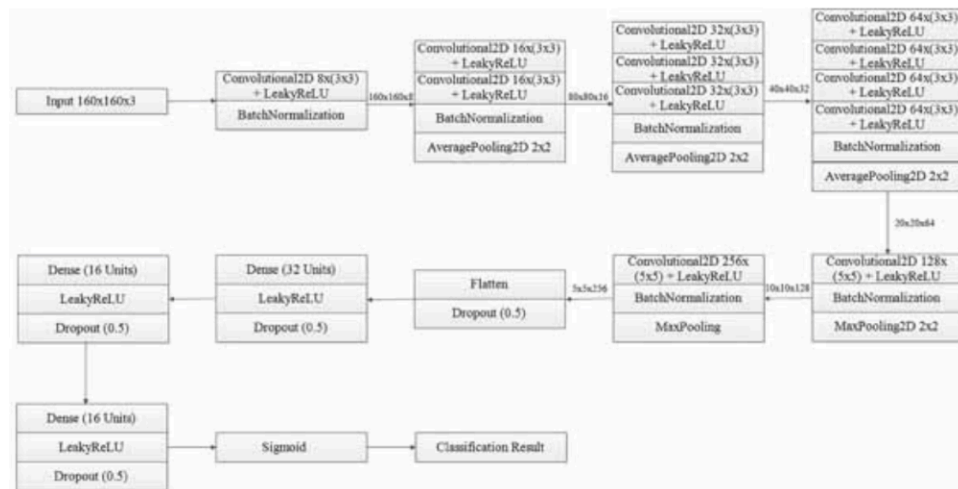 Input 160x160x3
Convolutional2D 8x(3x3)
+ LeakyReLU
BatchNormalization
160x160x8
Convolutional2D 16x(3x3)
+ LeakyReLU
Convolutional2D 16x(3x3)
+ LeakyReLU
BatchNormalization
AveragePooling2D 2x2
80x80x16
Convolutional2D 32x(3x3)
+ LeakyReLU
Convolutional2D 32x(3x3)
+ LeakyReLU
Convolutional2D 32x(3x3)
+ LeakyReLU
BatchNormalization
AveragePooling2D 2x2
40x40x32
Convolutional2D 64x(3x3)
+ LeakyReLU
Convolutional2D 64x(3x3)
+ LeakyReLU
Convolutional2D 64x(3x3)
+ LeakyReLU
Convolutional2D 64x(3x3)
+ LeakyReLU
BatchNormalization
AveragePooling2D 2x2
20x20x64
Convolutional2D 128x
(5x5) + LeakyReLU
BatchNormalization
MaxPooling2D 2x2
10x10x128
Convolutional2D 256x
(5x5) + LeakyReLU
BatchNormalization
MaxPooling
5x5x256
Flatten
Dropout (0.5)
Dense (32 Units)
LeakyReLU
Dropout (0.5)
Dense (16 Units)
LeakyReLU
Dropout (0.5)
Dense (16 Units)
LeakyReLU
Dropout (0.5)
Sigmoid
Classification Result